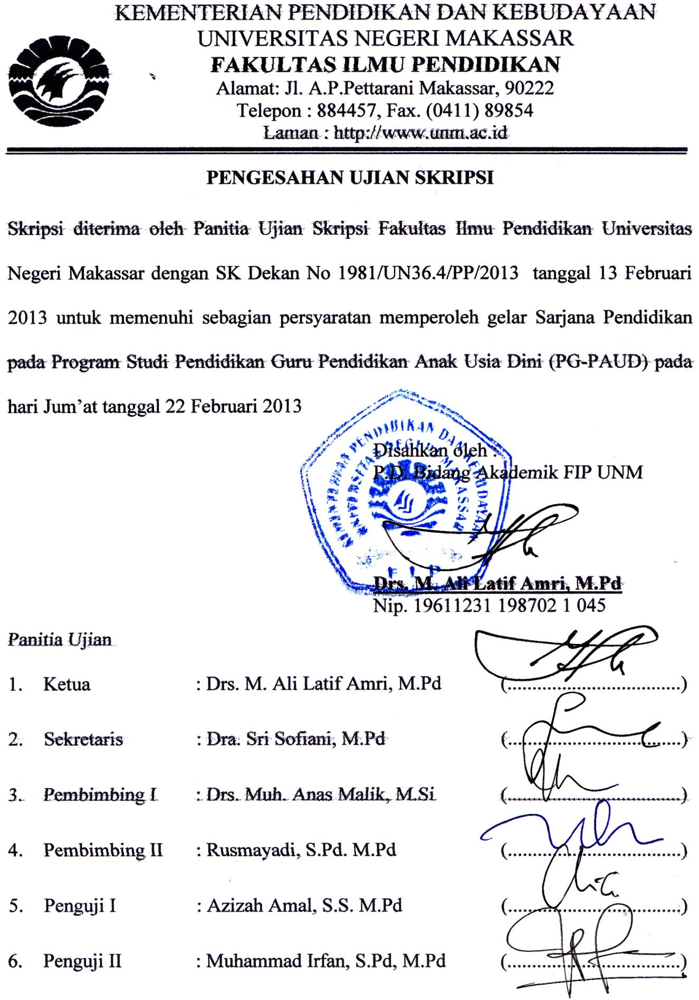 KEMENTERIAN PENDIDIKAN DAN KEBUDAYAAN
UNIVERSITAS NEGERI MAKASSAR
FAKULTAS ILMU PENDIDIKAN
Alamat: Jl. A.P.Pettarani Makassar, 90222
Telepon : 884457, Fax. (0411) 89854
Laman : http://www.unm.ac.id
PENGESAHAN UJIAN SKRIPSI
Skripsi diterima oleh Panitia Ujian Skripsi Fakultas Ilmu Pendidikan Universitas
Negeri Makassar dengan SK Dekan No 1981/UN36.4/PP/2013 tanggal 13 Februari
2013 untuk memenuhi sebagian persyaratan memperoleh gelar Sarjana Pendidikan
pada Program Studi Pendidikan Guru Pendidikan Anak Usia Dini (PG-PAUD) pada
hari Jum'at tanggal 22 Februari 2013
KEMENTERIAN PENDIDIKAN DAN KEBUDAYAAN
UNIVERSITAS NEGERI MAKASSAR
FIP
Disahkan oleh :
P.D. Bidang Akademik FIP UNM
Drs. M. Ali Latif Amri, M.Pd
Nip. 19611231 198702 1 045
Panitia Ujian
1. Ketua : Drs. M. Ali Latif Amri, M.Pd (....................................)
2. Sekretaris : Dra. Sri Sofiani, M.Pd (....................................)
3. Pembimbing I : Drs. Muh. Anas Malik, M.Si (....................................)
4. Pembimbing II : Rusmayadi, S.Pd. M.Pd (....................................)
5. Penguji I : Azizah Amal, S.S. M.Pd (....................................)
6. Penguji II : Muhammad Irfan, S.Pd, M.Pd (....................................)